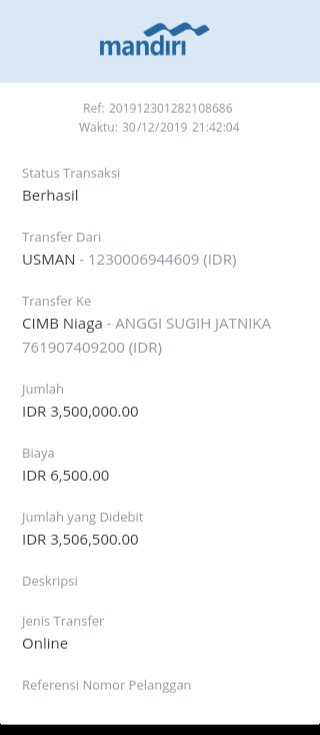 mandiri
Ref: 201912301282108686
Waktu: 30/12/2019 21:42:04
Status Transaksi
Berhasil
Transfer Dari
USMAN - 1230006944609 (IDR)
Transfer Ke
CIMB Niaga - ANGGI SUGIH JATNIKA
761907409200 (IDR)
Jumlah
IDR 3,500,000.00
Biaya
IDR 6,500.00
Jumlah yang Didebit
IDR 3,506,500.00
Deskripsi
Jenis Transfer
Online
Referensi Nomor Pelanggan